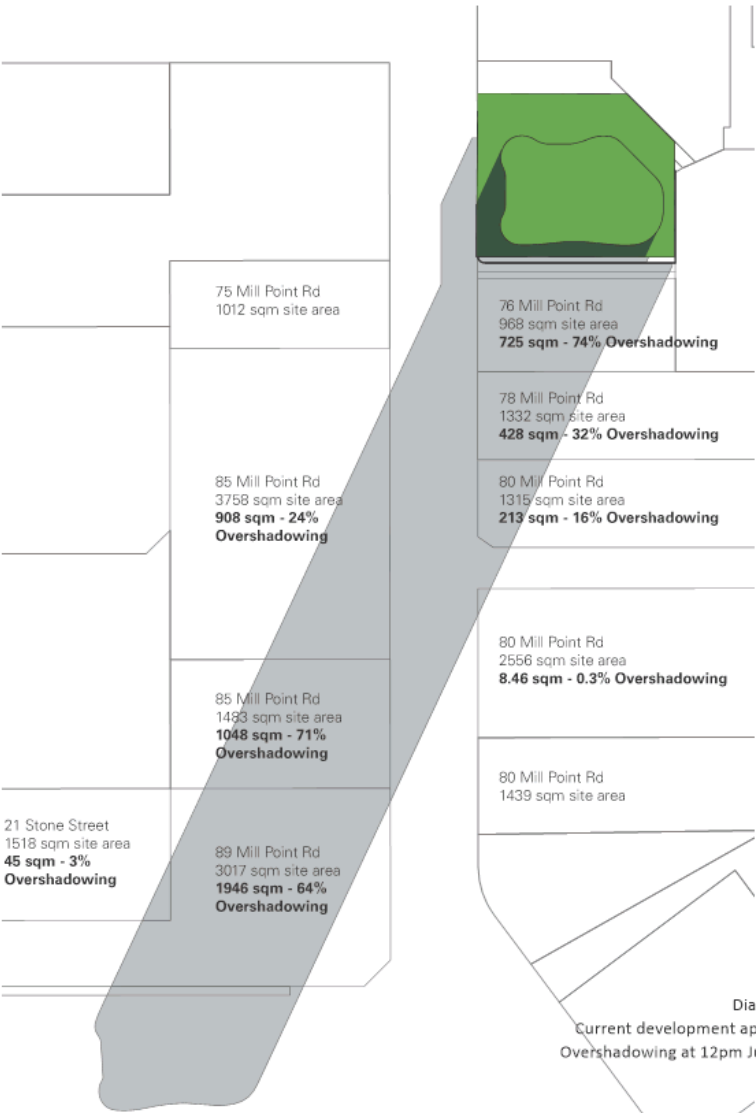 75 Mill Point Rd
1012 sqm site area
76 Mill Point Rd
968 sqm site area
725 sqm - 74% Overshadowing
78 Mill Point Rd
1332 sqm site area
428 sqm - 32% Overshadowing
85 Mill Point Rd
3758 sqm site area
908 sqm - 24%
Overshadowing
80 Mill Point Rd
1315 sqm site area
213 sqm - 16% Overshadowing
80 Mill Point Rd
2556 sqm site area
8.46 sqm - 0.3% Overshadowing
85 Mill Point Rd
1483 sqm site area
1048 sqm - 71%
Overshadowing
80 Mill Point Rd
1439 sqm site area
21 Stone Street
1518 sqm site area
45 sqm - 3%
Overshadowing
89 Mill Point Rd
3017 sqm site area
1946 sqm - 64%
Overshadowing
Dia
Current development ap
Overshadowing at 12pm J